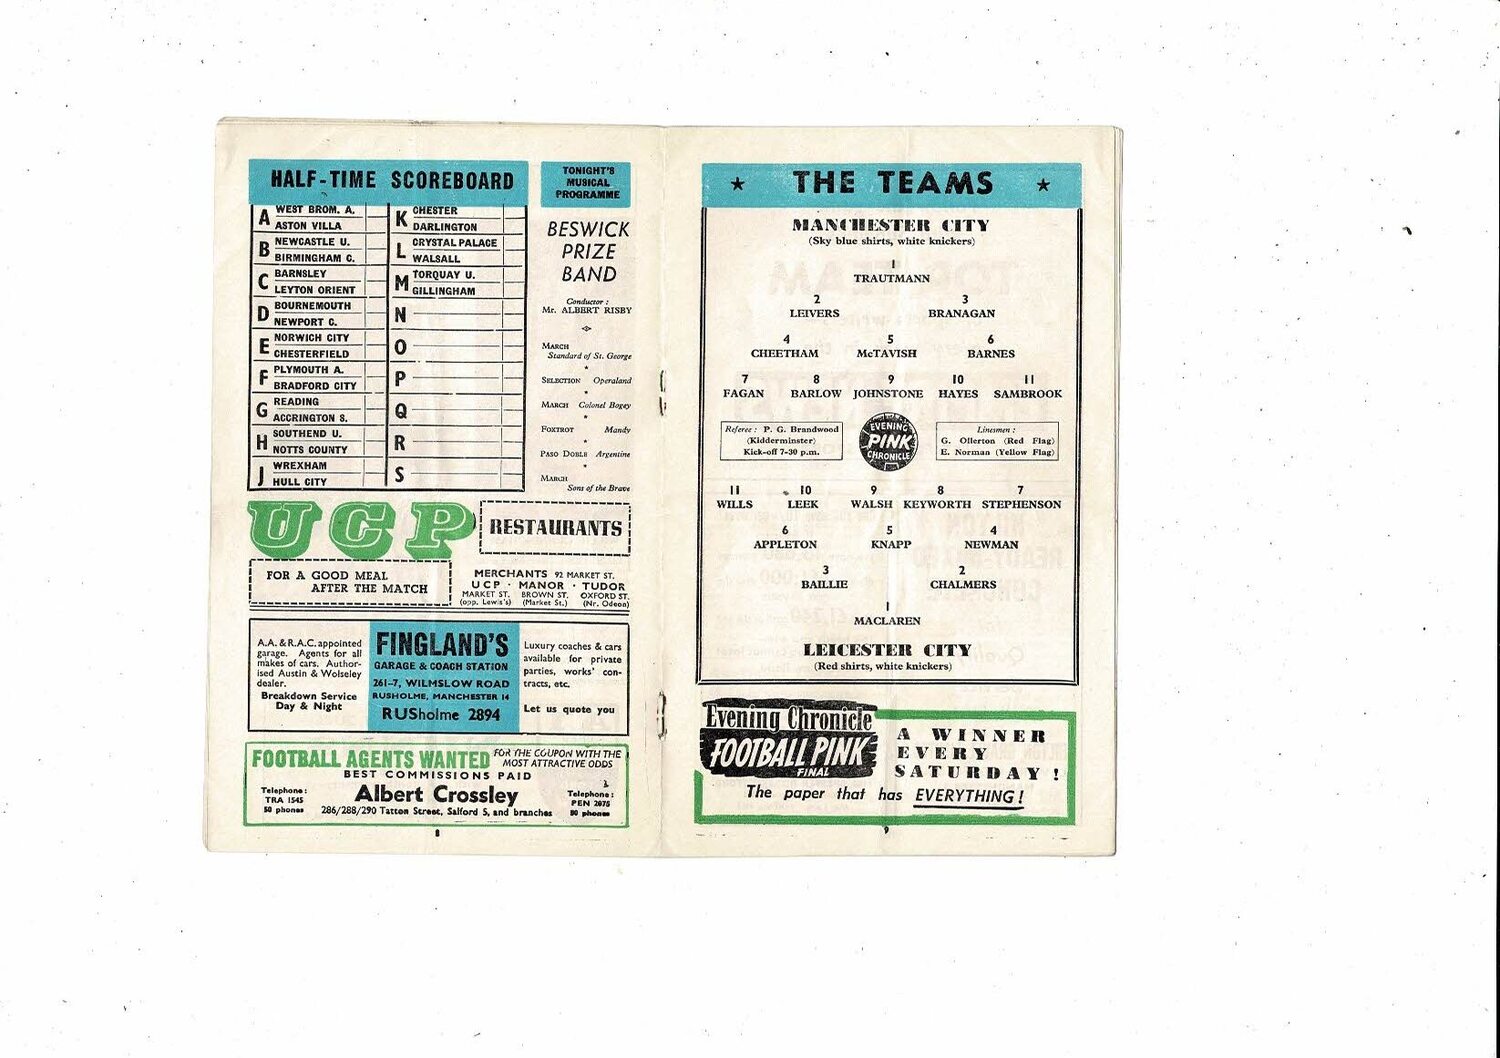 HALF-TIME SCOREBOARD
A WEST BROM. A.
ASTON VILLA
B NEWCASTLE U.
BIRMINGHAM C.
C BARNSLEY
LEYTON ORIENT
D BOURNEMOUTH
NEWPORT C.
E NORWICH CITY
CHESTERFIELD
F PLYMOUTH A.
BRADFORD CITY
G READING
ACCRINGTON S.
H SOUTHEND U.
NOTTS COUNTY
J WREXHAM
HULL CITY
K CHESTER
DARLINGTON
L CRYSTAL PALACE
WALSALL
M TORQUAY U.
GILLINGHAM
N
O
P
Q
R
S
TONIGHT'S
MUSICAL
PROGRAMME
BESWICK
PRIZE
BAND
Conductor :
Mr. ALBERT RISBY
MARCH
Standard of St. George
SELECTION Operaland
MARCH Colonel Bogey
FOXTROT Mandy
PASO DOBLE Argentine
MARCH
Sons of the Brave
UCP RESTAURANTS
FOR A GOOD MEAL
AFTER THE MATCH
MERCHANTS 92 MARKET ST.
UCP · MANOR · TUDOR
MARKET ST. BROWN ST. OXFORD ST.
(opp. Lewis's) (Market St.) (Nr. Odeon)
A.A. & R.A.C. appointed
garage. Agents for all
makes of cars. Author-
ised Austin & Wolseley
dealer.
Breakdown Service
Day & Night
FINGLAND'S
GARAGE & COACH STATION
261-7, WILMSLOW ROAD
RUSHOLME, MANCHESTER 14
RUSholme 2894
Luxury coaches & cars
available for private
parties, works' con-
tracts, etc.
Let us quote you
FOOTBALL AGENTS WANTED FOR THE COUPON WITH THE
MOST ATTRACTIVE ODDS
BEST COMMISSIONS PAID
Telephone :
TRA 1545
50 phones
Albert Crossley
286/288/290 Tatton Street, Salford 5, and branches
Telephone :
PEN 2075
50 phones
8
★ THE TEAMS ★
MANCHESTER CITY
(Sky blue shirts, white knickers)
1
TRAUTMANN
2 3
LEIVERS BRANAGAN
4 5 6
CHEETHAM McTAVISH BARNES
7 8 9 10 11
FAGAN BARLOW JOHNSTONE HAYES SAMBROOK
Referee : P. G. Brandwood
(Kidderminster)
Kick-off 7-30 p.m.
EVENING
PINK
CHRONICLE
Linesmen :
G. Ollerton (Red Flag)
E. Norman (Yellow Flag)
11 10 9 8 7
WILLS LEEK WALSH KEYWORTH STEPHENSON
6 5 4
APPLETON KNAPP NEWMAN
3 2
BAILLIE CHALMERS
1
MACLAREN
LEICESTER CITY
(Red shirts, white knickers)
Evening Chronicle
FOOTBALL PINK
FINAL
A WINNER
EVERY
SATURDAY !
The paper that has EVERYTHING!
9